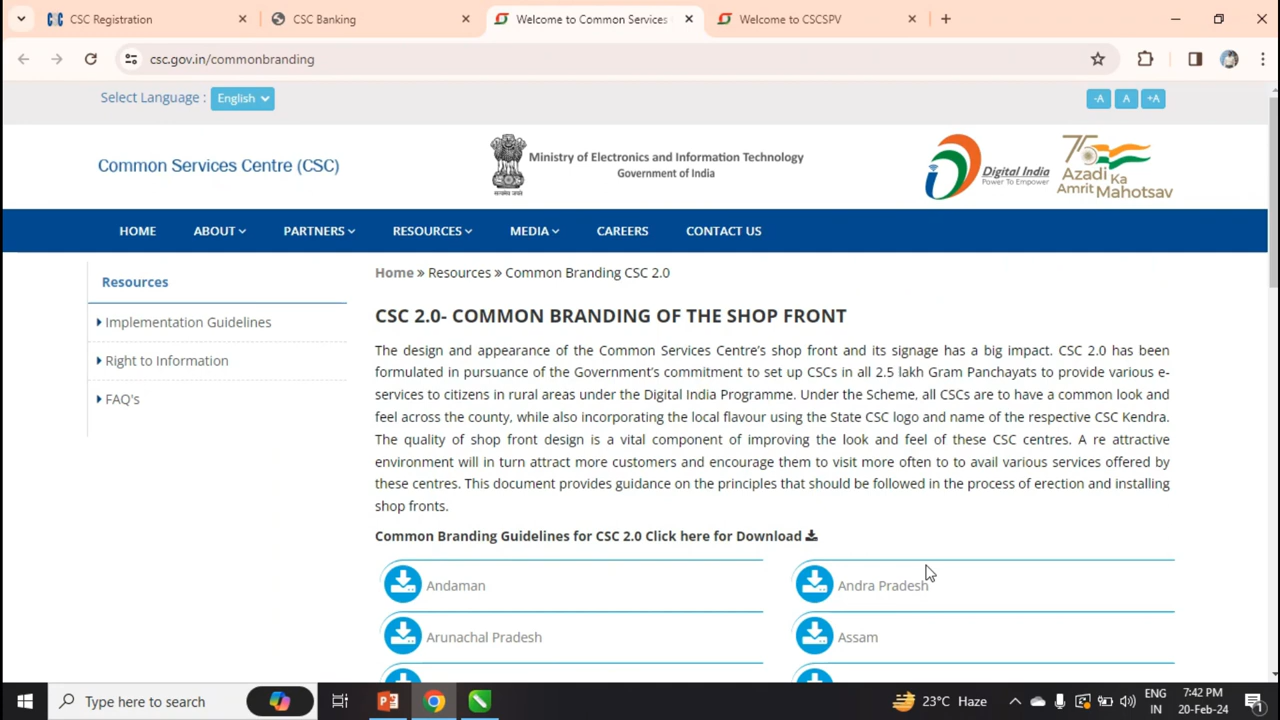 CSC Registration
CSC Banking
Welcome to Common Services
Welcome to CSCSPV
csc.gov.in/commonbranding
Select Language : English
-A A +A
Common Services Centre (CSC)
सत्यमेव जयते
Ministry of Electronics and Information Technology
Government of India
Digital India
Power To Empower
75
Azadi Ka
Amrit Mahotsav
HOME ABOUT PARTNERS RESOURCES MEDIA CAREERS CONTACT US
Resources
Implementation Guidelines
Right to Information
FAQ's
Home » Resources » Common Branding CSC 2.0
CSC 2.0- COMMON BRANDING OF THE SHOP FRONT
The design and appearance of the Common Services Centre's shop front and its signage has a big impact. CSC 2.0 has been
formulated in pursuance of the Government's commitment to set up CSCs in all 2.5 lakh Gram Panchayats to provide various e-
services to citizens in rural areas under the Digital India Programme. Under the Scheme, all CSCs are to have a common look and
feel across the county, while also incorporating the local flavour using the State CSC logo and name of the respective CSC Kendra.
The quality of shop front design is a vital component of improving the look and feel of these CSC centres. A re attractive
environment will in turn attract more customers and encourage them to visit more often to to avail various services offered by
these centres. This document provides guidance on the principles that should be followed in the process of erection and installing
shop fronts.
Common Branding Guidelines for CSC 2.0 Click here for Download
Andaman
Andra Pradesh
Arunachal Pradesh
Assam
Type here to search
23°C Haze
ENG
IN
7:42 PM
20-Feb-24
1